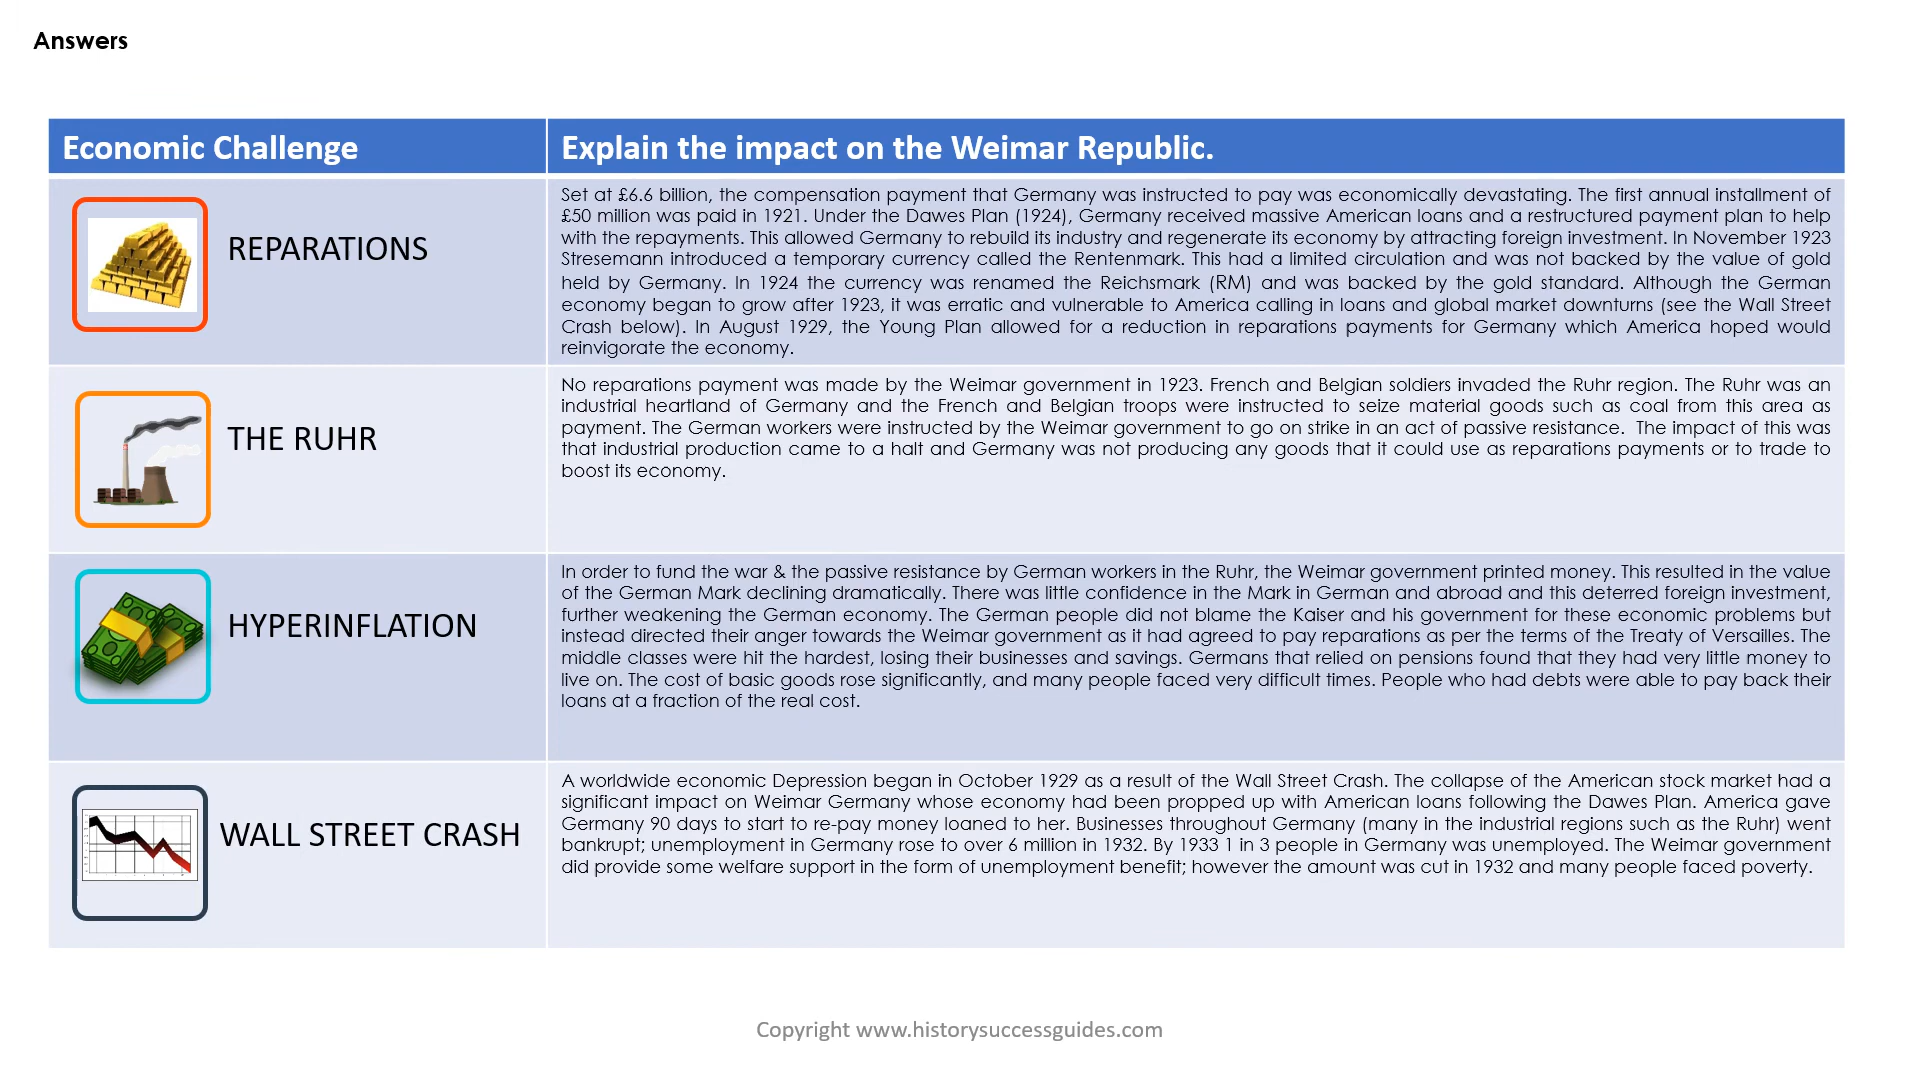 Answers
Economic Challenge
Explain the impact on the Weimar Republic.
REPARATIONS
Set at £6.6 billion, the compensation payment that Germany was instructed to pay was economically devastating. The first annual installment of
£50 million was paid in 1921. Under the Dawes Plan (1924), Germany received massive American loans and a restructured payment plan to help
with the repayments. This allowed Germany to rebuild its industry and regenerate its economy by attracting foreign investment. In November 1923
Stresemann introduced a temporary currency called the Rentenmark. This had a limited circulation and was not backed by the value of gold
held by Germany. In 1924 the currency was renamed the Reichsmark (RM) and was backed by the gold standard. Although the German
economy began to grow after 1923, it was erratic and vulnerable to America calling in loans and global market downturns (see the Wall Street
Crash below). In August 1929, the Young Plan allowed for a reduction in reparations payments for Germany which America hoped would
reinvigorate the economy.
THE RUHR
No reparations payment was made by the Weimar government in 1923. French and Belgian soldiers invaded the Ruhr region. The Ruhr was an
industrial heartland of Germany and the French and Belgian troops were instructed to seize material goods such as coal from this area as
payment. The German workers were instructed by the Weimar government to go on strike in an act of passive resistance. The impact of this was
that industrial production came to a halt and Germany was not producing any goods that it could use as reparations payments or to trade to
boost its economy.
HYPERINFLATION
In order to fund the war & the passive resistance by German workers in the Ruhr, the Weimar government printed money. This resulted in the value
of the German Mark declining dramatically. There was little confidence in the Mark in German and abroad and this deterred foreign investment,
further weakening the German economy. The German people did not blame the Kaiser and his government for these economic problems but
instead directed their anger towards the Weimar government as it had agreed to pay reparations as per the terms of the Treaty of Versailles. The
middle classes were hit the hardest, losing their businesses and savings. Germans that relied on pensions found that they had very little money to
live on. The cost of basic goods rose significantly, and many people faced very difficult times. People who had debts were able to pay back their
loans at a fraction of the real cost.
WALL STREET CRASH
A worldwide economic Depression began in October 1929 as a result of the Wall Street Crash. The collapse of the American stock market had a
significant impact on Weimar Germany whose economy had been propped up with American loans following the Dawes Plan. America gave
Germany 90 days to start to re-pay money loaned to her. Businesses throughout Germany (many in the industrial regions such as the Ruhr) went
bankrupt; unemployment in Germany rose to over 6 million in 1932. By 1933 1 in 3 people in Germany was unemployed. The Weimar government
did provide some welfare support in the form of unemployment benefit; however the amount was cut in 1932 and many people faced poverty.
Copyright www.historysuccessguides.com